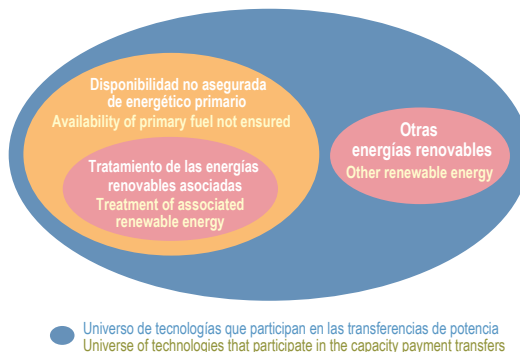 Disponibilidad no asegurada
de energético primario
Availability of primary fuel not ensured
Tratamiento de las energías
renovables asociadas
Treatment of associated
renewable energy
Otras
energías renovables
Other renewable energy
Universo de tecnologías que participan en las transferencias de potencia
Universe of technologies that participate in the capacity payment transfers